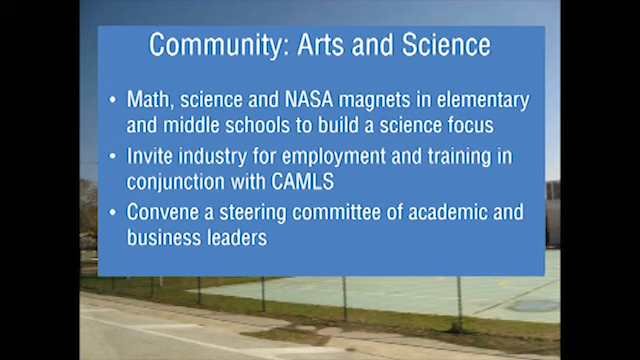 Community: Arts and Science
• Math, science and NASA magnets in elementary
and middle schools to build a science focus
• Invite industry for employment and training in
conjunction with CAMLS
• Convene a steering committee of academic and
business leaders